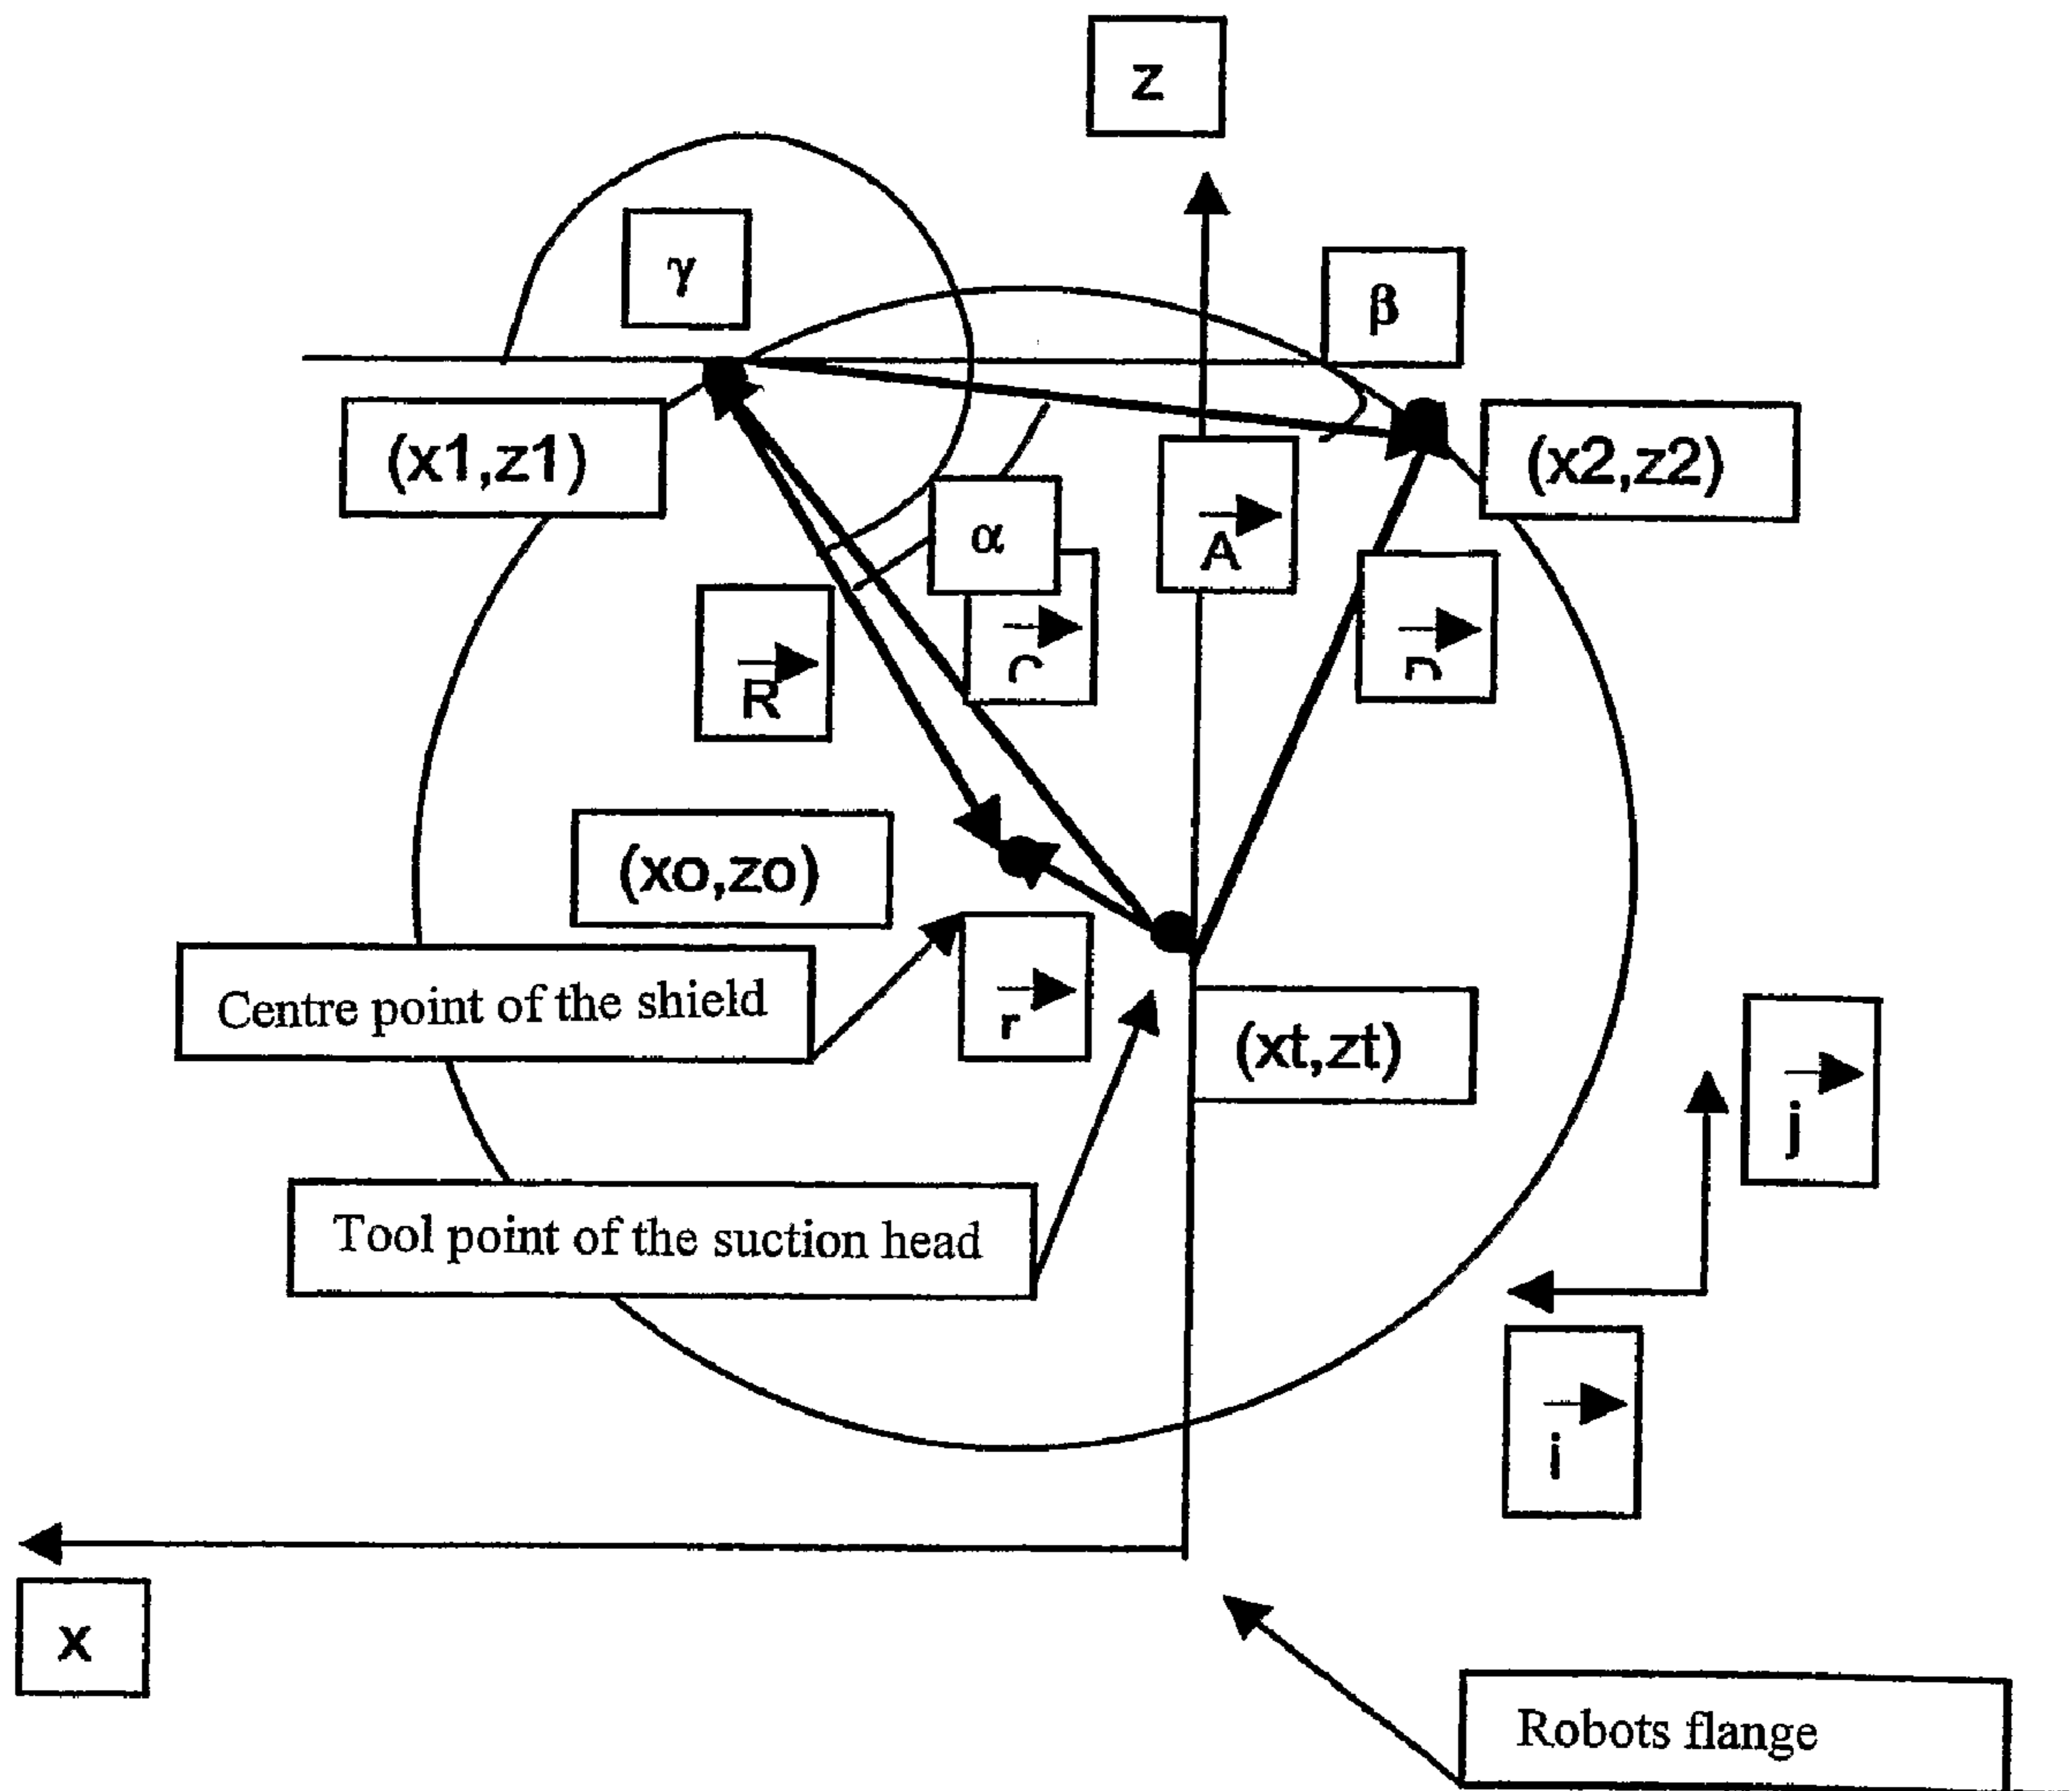 z
γ
β
(x1,z1)
(x2,z2)
α
A
R
(xo,zo)
Centre point of the shield
r
(xt,zt)
j
Tool point of the suction head
i
x
Robots flange